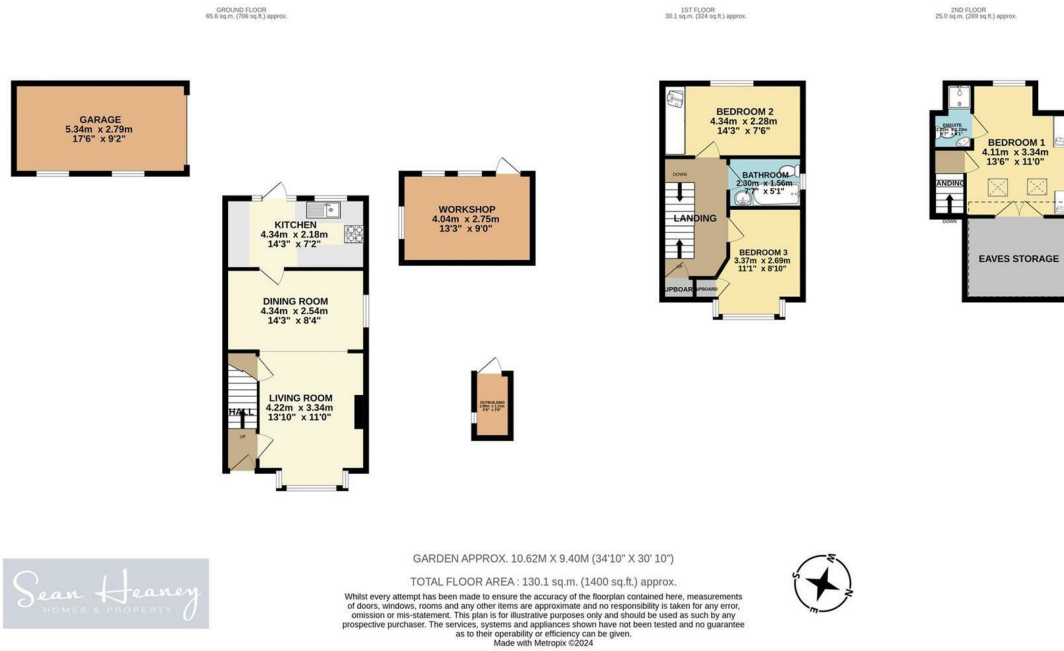 GROUND FLOOR
65.6 sq.m. (706 sq.ft.) approx.
1ST FLOOR
30.1 sq.m. (324 sq.ft.) approx.
2ND FLOOR
25.0 sq.m. (269 sq.ft.) approx.
GARAGE
5.34m x 2.79m
17'6" x 9'2"
KITCHEN
4.34m x 2.18m
14'3" x 7'2"
DINING ROOM
4.34m x 2.54m
14'3" x 8'4"
LIVING ROOM
4.22m x 3.34m
13'10" x 11'0"
HALL
UP
WORKSHOP
4.04m x 2.75m
13'3" x 9'0"
OUTBUILDING
BEDROOM 2
4.34m x 2.28m
14'3" x 7'6"
BATHROOM
2.30m x 1.56m
7'7" x 5'1"
DOWN
LANDING
UP
BEDROOM 3
3.37m x 2.69m
11'1" x 8'10"
UPBOAR
UPBOARD
ENSUITE
BEDROOM 1
4.11m x 3.34m
13'6" x 11'0"
LANDING
DOWN
EAVES STORAGE
Sean Heaney
HOMES & PROPERTY
GARDEN APPROX. 10.62M X 9.40M (34'10" X 30' 10")
TOTAL FLOOR AREA : 130.1 sq.m. (1400 sq.ft.) approx.
Whilst every attempt has been made to ensure the accuracy of the floorplan contained here, measurements
of doors, windows, rooms and any other items are approximate and no responsibility is taken for any error,
omission or mis-statement. This plan is for illustrative purposes only and should be used as such by any
prospective purchaser. The services, systems and appliances shown have not been tested and no guarantee
as to their operability or efficiency can be given.
Made with Metropix ©2024
W
N
E
S